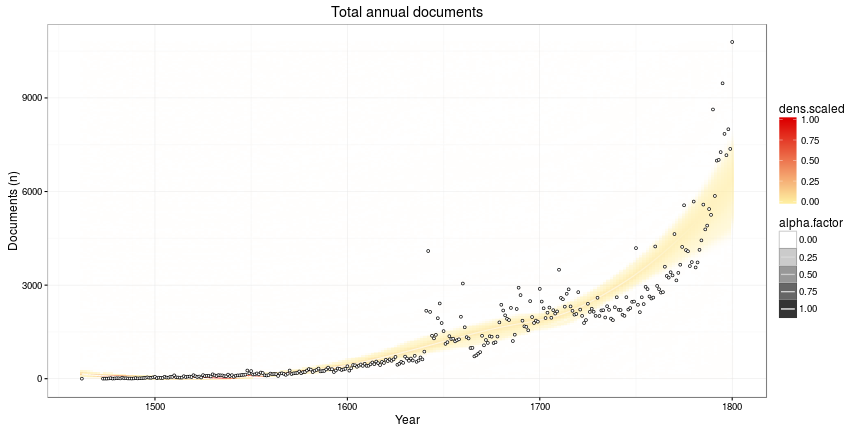 Total annual documents
Documents (n)
9000
6000
3000
0
1500 1600 1700 1800
Year
dens.scaled
1.00
0.75
0.50
0.25
0.00
alpha.factor
0.00
0.25
0.50
0.75
1.00